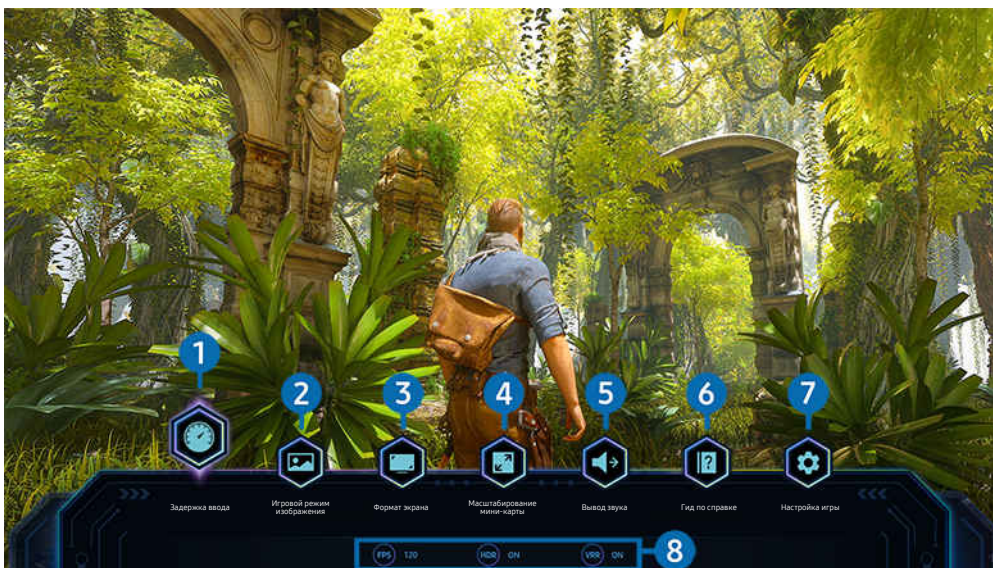 1
2
3
4
5
6
7
Задержка ввода
Игровой режим
изображения
Формат экрана
Масштабирование
мини-карты
Вывод звука
?
Гид по справке
Настройка игры
FPS 120
HDR ON
VRR ON
8